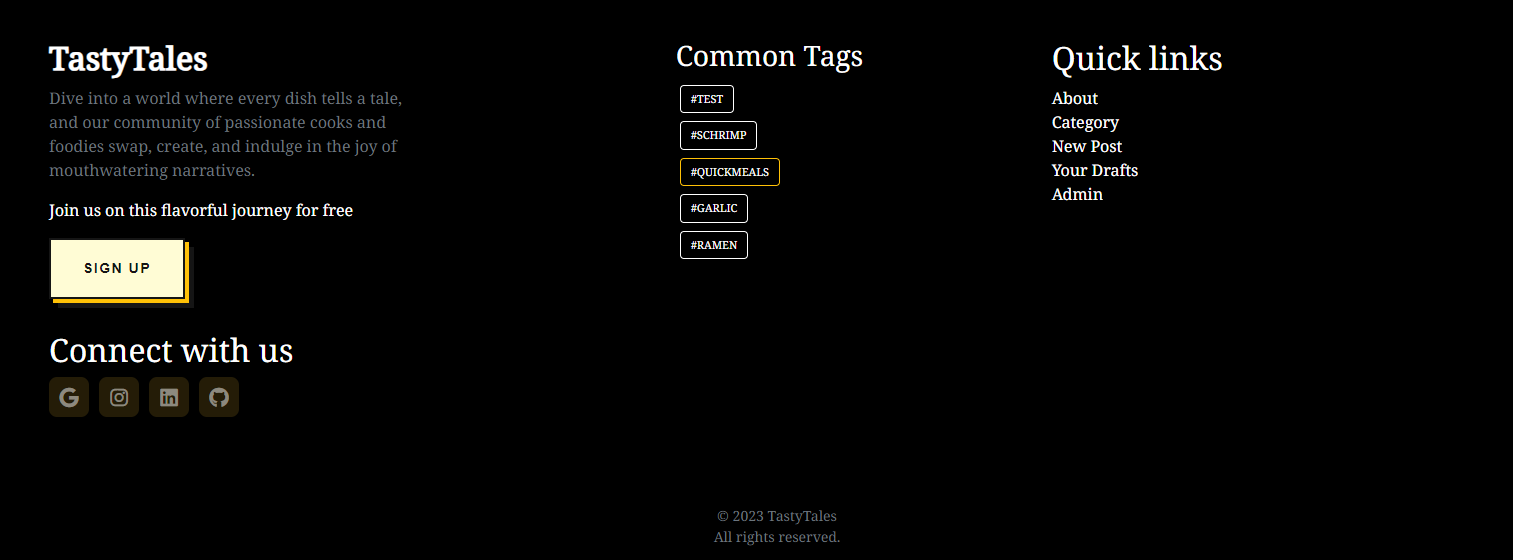 TastyTales
Dive into a world where every dish tells a tale,
and our community of passionate cooks and
foodies swap, create, and indulge in the joy of
mouthwatering narratives.
Join us on this flavorful journey for free
SIGN UP
Connect with us
Common Tags
#TEST
#SCHRIMP
#QUICKMEALS
#GARLIC
#RAMEN
Quick links
About
Category
New Post
Your Drafts
Admin
© 2023 TastyTales
All rights reserved.